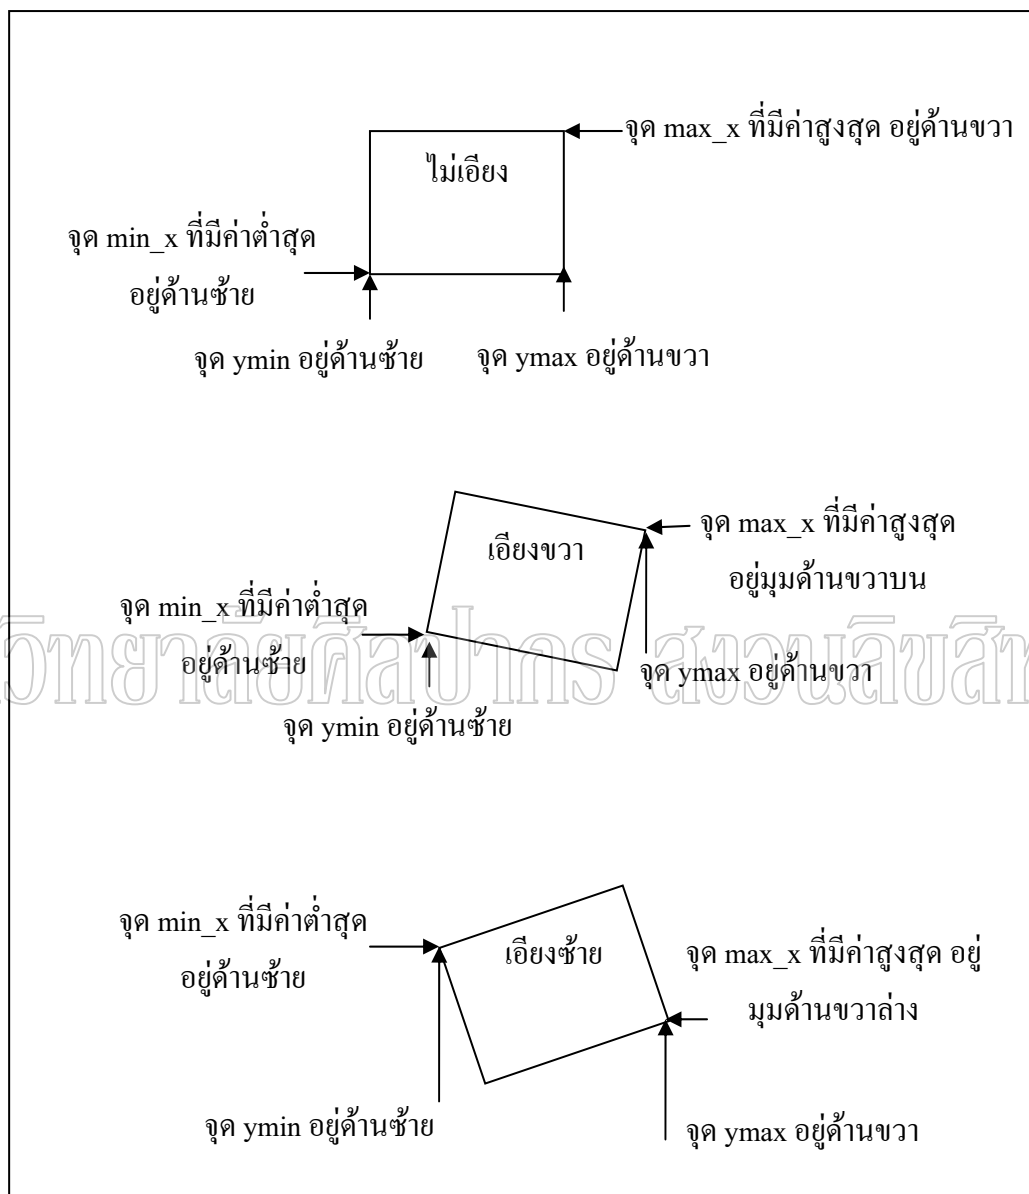 จุด max_x ที่มีค่าสูงสุด อยู่ด้านขวา
ไม่เอียง
จุด min_x ที่มีค่าต่ำสุด
อยู่ด้านซ้าย
จุด ymin อยู่ด้านซ้าย
จุด ymax อยู่ด้านขวา
จุด max_x ที่มีค่าสูงสุด
อยู่มุมด้านขวาบน
เอียงขวา
จุด min_x ที่มีค่าต่ำสุด
อยู่ด้านซ้าย
จุด ymax อยู่ด้านขวา
จุด ymin อยู่ด้านซ้าย
จุด min_x ที่มีค่าต่ำสุด
อยู่ด้านซ้าย
เอียงซ้าย
จุด max_x ที่มีค่าสูงสุด อยู่
มุมด้านขวาล่าง
จุด ymin อยู่ด้านซ้าย
จุด ymax อยู่ด้านขวา